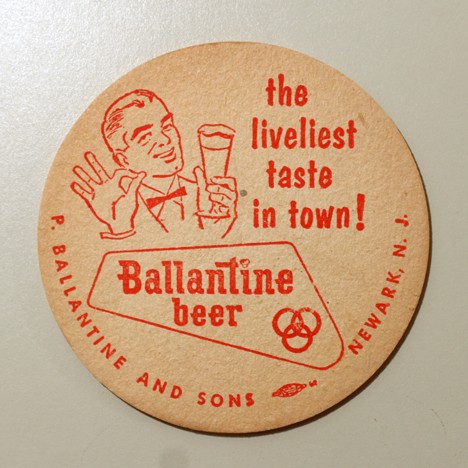 the
liveliest
taste
in town!
Ballantine
beer
P. BALLANTINE AND SONS NEWARK, N. J.